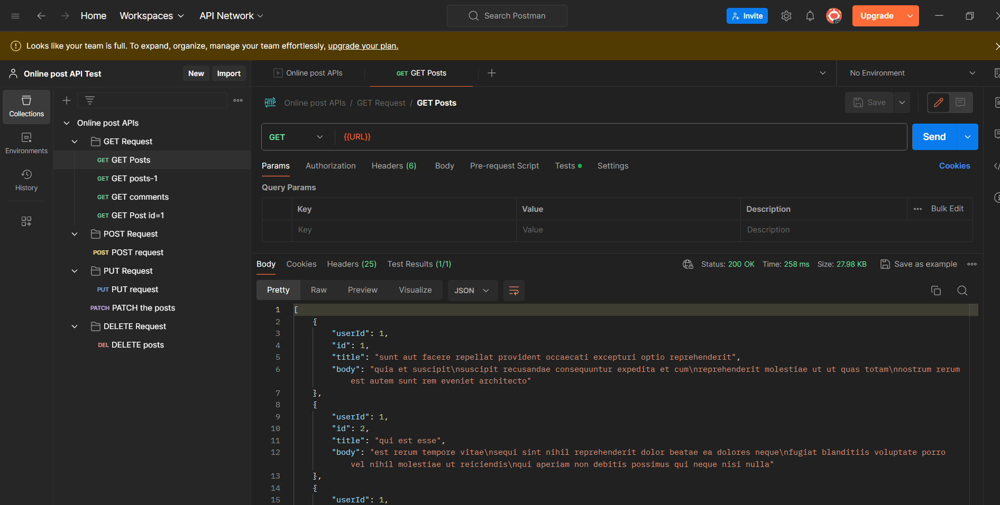 Home Workspaces API Network Search Postman Invite Upgrade
Looks like your team is full. To expand, organize, manage your team effortlessly, upgrade your plan.
Online post API Test New Import
Online post APIs GET GET Posts No Environment
Collections
Environments
History
Online post APIs
GET Request
GET GET Posts
GET GET posts-1
GET GET comments
GET GET Post id=1
POST Request
POST POST request
PUT Request
PUT PUT request
PATCH PATCH the posts
DELETE Request
DEL DELETE posts
HTTP Online post APIs / GET Request / GET Posts Save
GET {{URL}} Send
Params Authorization Headers (6) Body Pre-request Script Tests Settings Cookies
Query Params
Key Value Description Bulk Edit
Key Value Description
Body Cookies Headers (25) Test Results (1/1) Status: 200 OK Time: 258 ms Size: 27.98 KB Save as example
Pretty Raw Preview Visualize JSON
1 [
2 {
3 "userId": 1,
4 "id": 1,
5 "title": "sunt aut facere repellat provident occaecati excepturi optio reprehenderit",
6 "body": "quia et suscipit\nsuscipit recusandae consequuntur expedita et cum\nreprehenderit molestiae ut ut quas totam\nnostrum rerum
est autem sunt rem eveniet architecto"
7 },
8 {
9 "userId": 1,
10 "id": 2,
11 "title": "qui est esse",
12 "body": "est rerum tempore vitae\nsequi sint nihil reprehenderit dolor beatae ea dolores neque\nfugiat blanditiis voluptate porro
vel nihil molestiae ut reiciendis\nqui aperiam non debitis possimus qui neque nisi nulla"
13 },
14 {
15 "userId": 1,